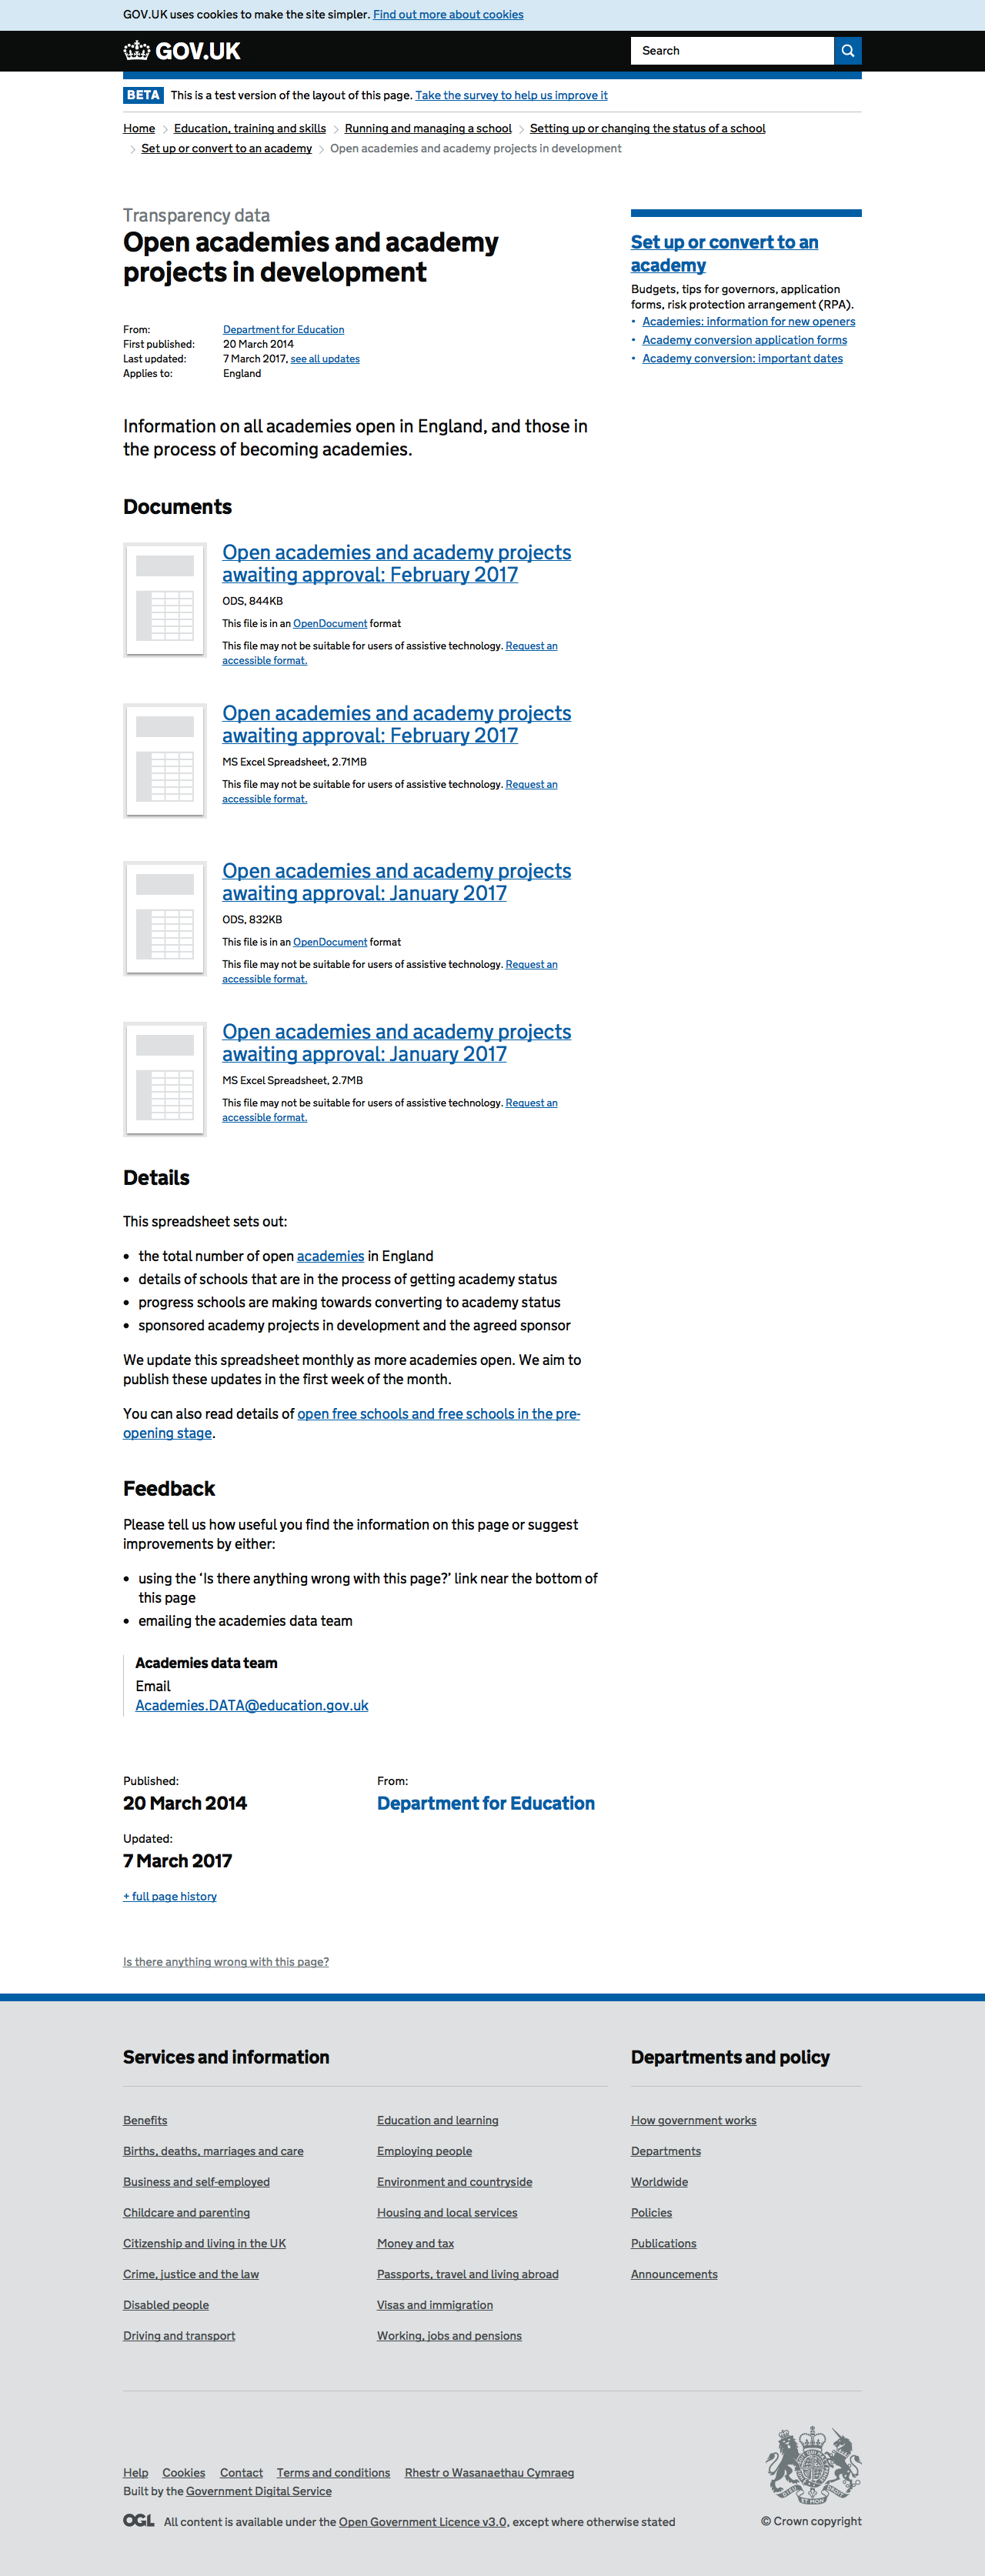 GOV.UK uses cookies to make the site simpler. Find out more about cookies
GOV.UK
Search
BETA This is a test version of the layout of this page. Take the survey to help us improve it
Home > Education, training and skills > Running and managing a school > Setting up or changing the status of a school
> Set up or convert to an academy > Open academies and academy projects in development
Transparency data
Open academies and academy
projects in development
From: Department for Education
First published: 20 March 2014
Last updated: 7 March 2017, see all updates
Applies to: England
Set up or convert to an
academy
Budgets, tips for governors, application
forms, risk protection arrangement (RPA).
• Academies: information for new openers
• Academy conversion application forms
• Academy conversion: important dates
Information on all academies open in England, and those in
the process of becoming academies.
Documents
Open academies and academy projects
awaiting approval: February 2017
ODS, 844KB
This file is in an OpenDocument format
This file may not be suitable for users of assistive technology. Request an
accessible format.
Open academies and academy projects
awaiting approval: February 2017
MS Excel Spreadsheet, 2.71MB
This file may not be suitable for users of assistive technology. Request an
accessible format.
Open academies and academy projects
awaiting approval: January 2017
ODS, 832KB
This file is in an OpenDocument format
This file may not be suitable for users of assistive technology. Request an
accessible format.
Open academies and academy projects
awaiting approval: January 2017
MS Excel Spreadsheet, 2.7MB
This file may not be suitable for users of assistive technology. Request an
accessible format.
Details
This spreadsheet sets out:
• the total number of open academies in England
• details of schools that are in the process of getting academy status
• progress schools are making towards converting to academy status
• sponsored academy projects in development and the agreed sponsor
We update this spreadsheet monthly as more academies open. We aim to
publish these updates in the first week of the month.
You can also read details of open free schools and free schools in the pre-
opening stage.
Feedback
Please tell us how useful you find the information on this page or suggest
improvements by either:
• using the ‘Is there anything wrong with this page?’ link near the bottom of
this page
• emailing the academies data team
Academies data team
Email
Academies.DATA@education.gov.uk
Published:
20 March 2014
From:
Department for Education
Updated:
7 March 2017
+ full page history
Is there anything wrong with this page?
Services and information
Benefits
Births, deaths, marriages and care
Business and self-employed
Childcare and parenting
Citizenship and living in the UK
Crime, justice and the law
Disabled people
Driving and transport
Education and learning
Employing people
Environment and countryside
Housing and local services
Money and tax
Passports, travel and living abroad
Visas and immigration
Working, jobs and pensions
Departments and policy
How government works
Departments
Worldwide
Policies
Publications
Announcements
Help Cookies Contact Terms and conditions Rhestr o Wasanaethau Cymraeg
Built by the Government Digital Service
OGL All content is available under the Open Government Licence v3.0, except where otherwise stated
© Crown copyright